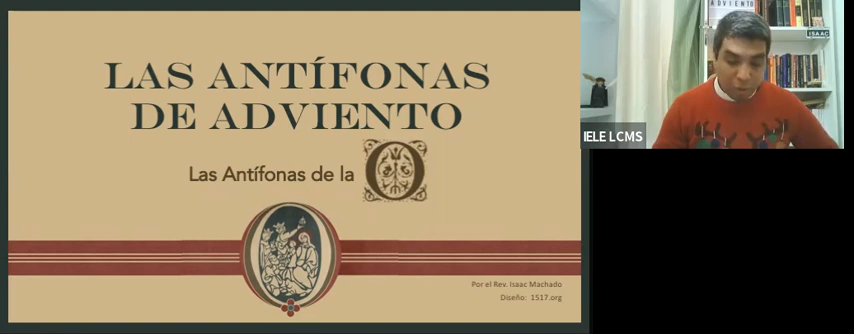 LAS ANTÍFONAS
DE ADVIENTO
Las Antífonas de la O
Por el Rev. Isaac Machado
Diseño: 1517.org
ADVIENTO
ISAAC
IELE LCMS